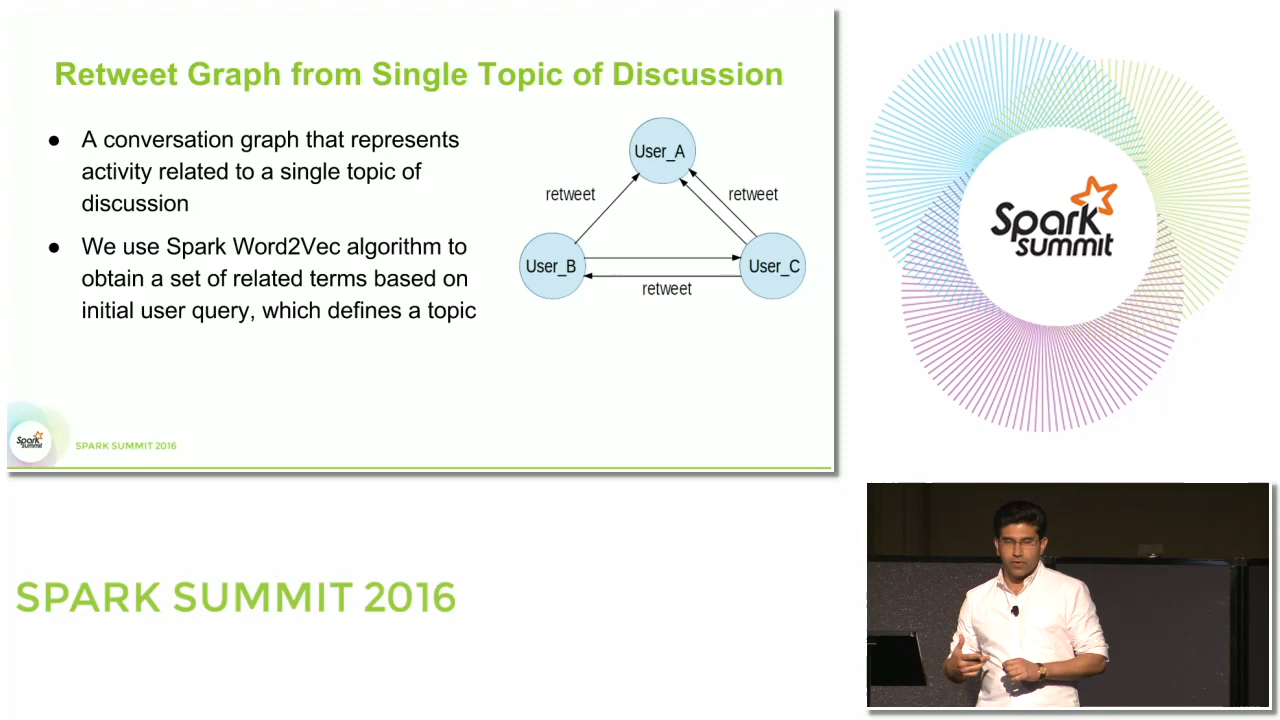 Retweet Graph from Single Topic of Discussion
● A conversation graph that represents
activity related to a single topic of
discussion
● We use Spark Word2Vec algorithm to
obtain a set of related terms based on
initial user query, which defines a topic
User_A
retweet
retweet
User_B
User_C
retweet
Spark
summit
SPARK SUMMIT 2016
Spark
summit
SPARK SUMMIT 2016